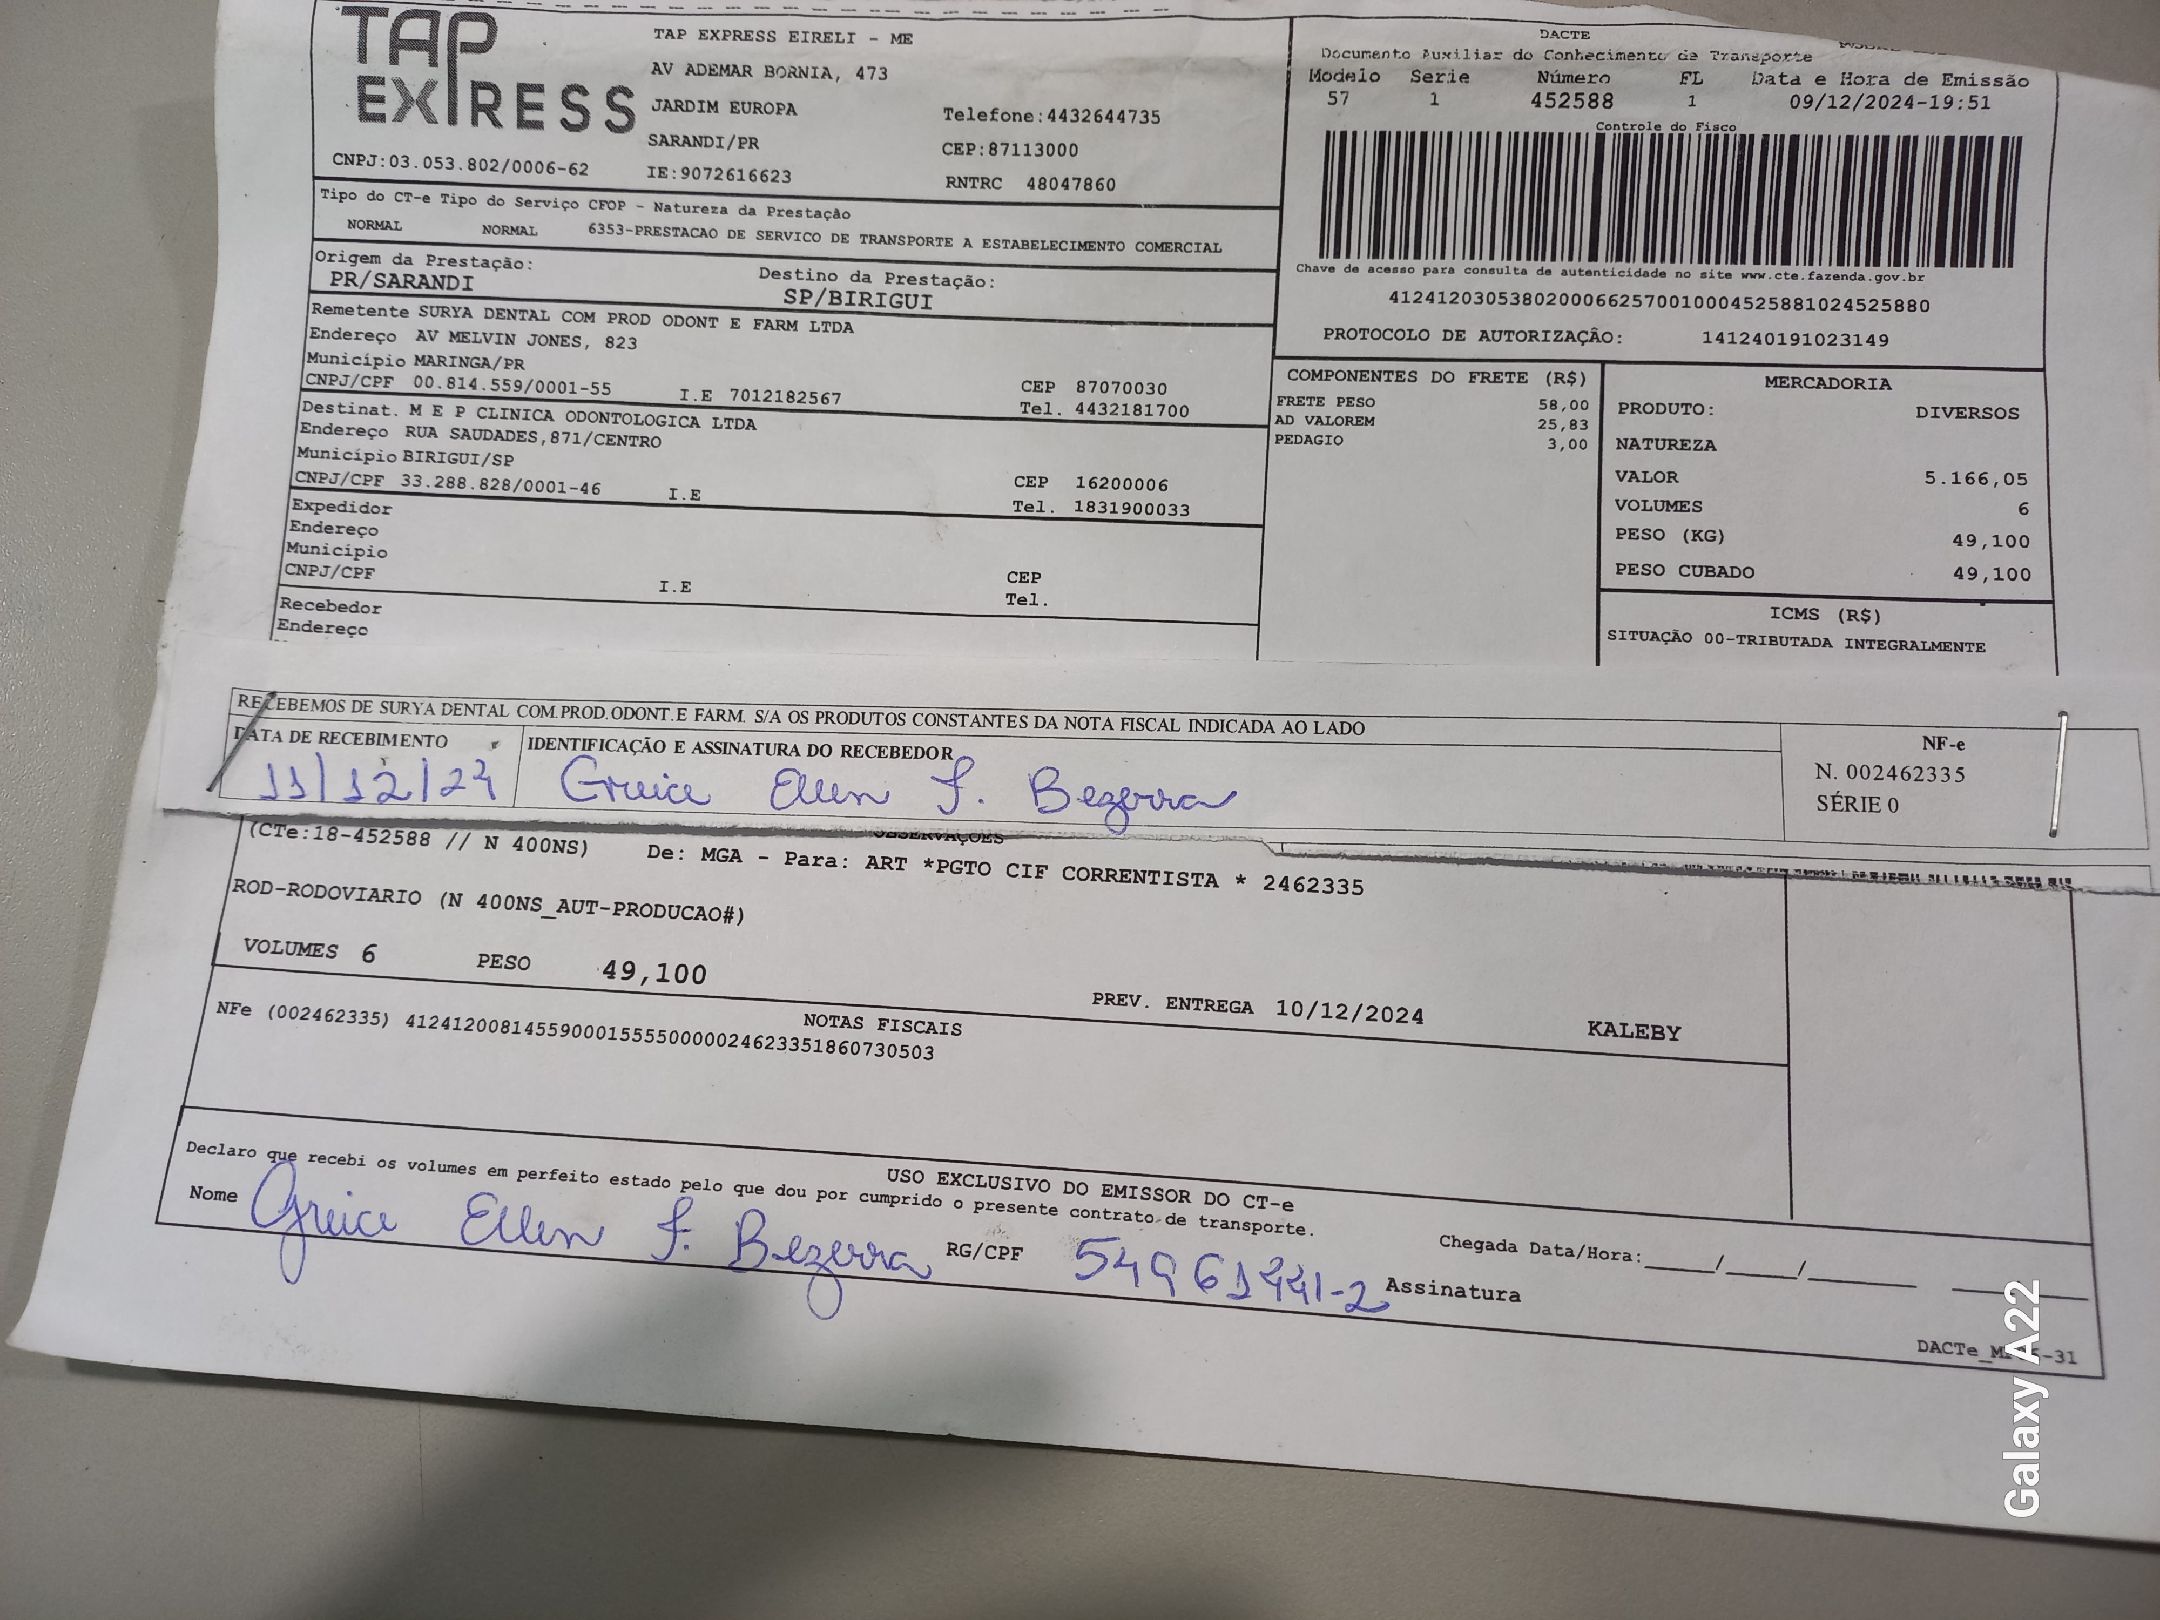 TAP EXPRESS
TAP EXPRESS EIRELI - ME
AV ADEMAR BORNIA, 473
JARDIM EUROPA
Telefone:4432644735
SARANDI/PR
CEP:87113000
CNPJ:03.053.802/0006-62
IE:9072616623
RNTRC 48047860
DACTE
Documento Auxiliar do Conhecimento de Transporte
Modelo Serie Número FL Data e Hora de Emissão
57 1 452588 1 09/12/2024-19:51
Controle do Fisco
Chave de acesso para consulta de autenticidade no site www.cte.fazenda.gov.br
41241203053802000662570010004525881024525880
PROTOCOLO DE AUTORIZAÇÃO: 141240191023149
Tipo do CT-e Tipo do Serviço CFOP - Natureza da Prestação
NORMAL NORMAL 6353-PRESTACAO DE SERVICO DE TRANSPORTE A ESTABELECIMENTO COMERCIAL
Origem da Prestação: Destino da Prestação:
PR/SARANDI SP/BIRIGUI
Remetente SURYA DENTAL COM PROD ODONT E FARM LTDA
Endereço AV MELVIN JONES, 823
Município MARINGA/PR
CNPJ/CPF 00.814.559/0001-55 I.E 7012182567
CEP 87070030
Tel. 4432181700
Destinat. M E P CLINICA ODONTOLOGICA LTDA
Endereço RUA SAUDADES,871/CENTRO
Município BIRIGUI/SP
CNPJ/CPF 33.288.828/0001-46 I.E
CEP 16200006
Tel. 1831900033
Expedidor
Endereço
Município
CNPJ/CPF I.E
CEP
Tel.
Recebedor
Endereço
COMPONENTES DO FRETE (R$)
FRETE PESO 58,00
AD VALOREM 25,83
PEDAGIO 3,00
MERCADORIA
PRODUTO: DIVERSOS
NATUREZA
VALOR 5.166,05
VOLUMES 6
PESO (KG) 49,100
PESO CUBADO 49,100
ICMS (R$)
SITUAÇÃO 00-TRIBUTADA INTEGRALMENTE
RECEBEMOS DE SURYA DENTAL COM.PROD.ODONT.E FARM. S/A OS PRODUTOS CONSTANTES DA NOTA FISCAL INDICADA AO LADO
DATA DE RECEBIMENTO IDENTIFICAÇÃO E ASSINATURA DO RECEBEDOR
11/12/24 Greice Ellen F. Bezerra
NF-e
N. 002462335
SÉRIE 0
OBSERVAÇÕES
(CTe:18-452588 // N 400NS) De: MGA - Para: ART *PGTO CIF CORRENTISTA * 2462335
ROD-RODOVIARIO (N 400NS_AUT-PRODUCAO#)
VOLUMES 6 PESO 49,100
PREV. ENTREGA 10/12/2024 KALEBY
NOTAS FISCAIS
NFe (002462335) 41241200814559000155550000024623351860730503
USO EXCLUSIVO DO EMISSOR DO CT-e
Declaro que recebi os volumes em perfeito estado pelo que dou por cumprido o presente contrato de transporte.
Nome Greice Ellen F. Bezerra RG/CPF 54961441-2 Assinatura
Chegada Data/Hora:____/____/______
Galaxy A22